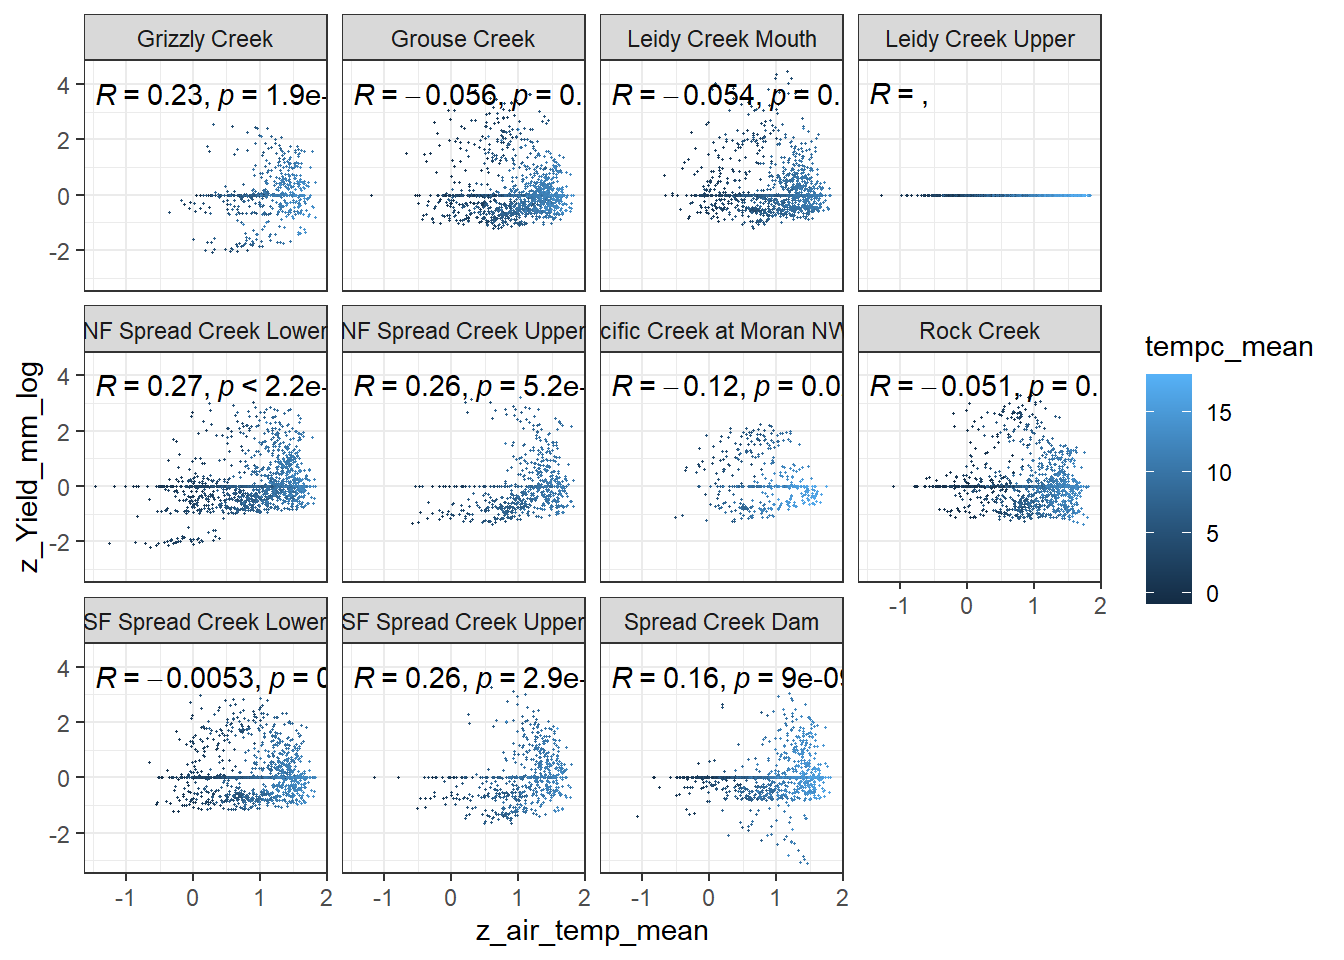 Grizzly Creek
Grouse Creek
Leidy Creek Mouth
Leidy Creek Upper
R = 0.23, p = 1.9e-
R = −0.056, p = 0.
R = −0.054, p = 0.
R = ,
4
2
0
-2
NF Spread Creek Lower
NF Spread Creek Upper
cific Creek at Moran NW
Rock Creek
R = 0.27, p < 2.2e-
R = 0.26, p = 5.2e-
R = −0.12, p = 0.0
R = −0.051, p = 0.
4
2
0
-2
-1 0 1 2
SF Spread Creek Lower
SF Spread Creek Upper
Spread Creek Dam
R = −0.0053, p = 0
R = 0.26, p = 2.9e-
R = 0.16, p = 9e-09
4
2
0
-2
-1 0 1 2
-1 0 1 2
-1 0 1 2
z_air_temp_mean
z_Yield_mm_log
tempc_mean
15
10
5
0